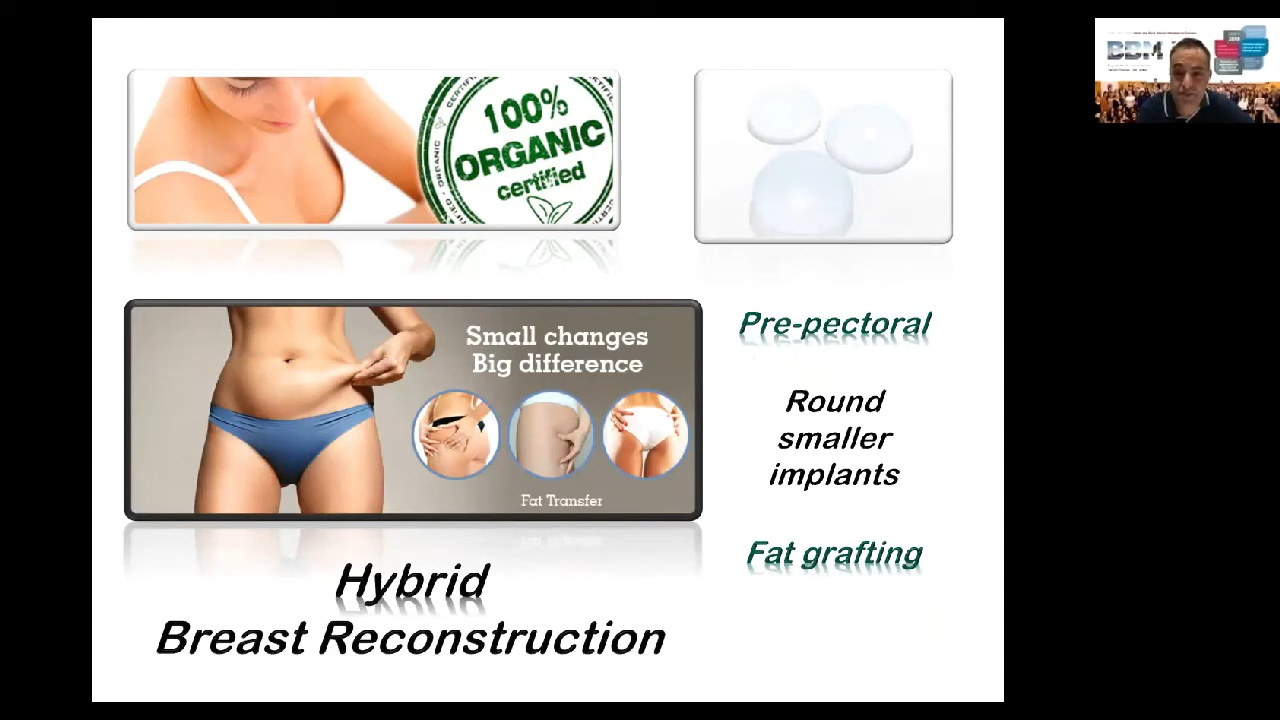 100%
ORGANIC
certified
Small changes
Big difference
Fat Transfer
Pre-pectoral
Round
smaller
implants
Fat grafting
Hybrid
Breast Reconstruction